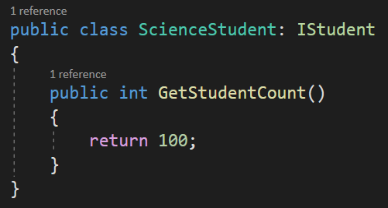 1 reference
public class ScienceStudent: IStudent
{
1 reference
public int GetStudentCount()
{
return 100;
}
}